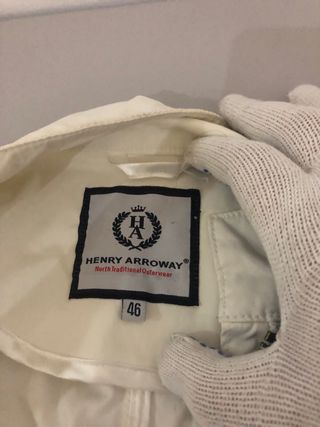 HA
HENRY ARROWAY®
North Traditional Outerwear
46